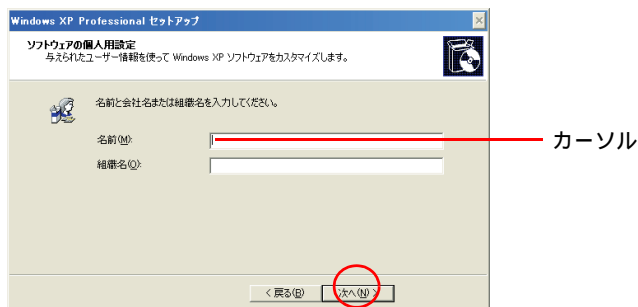 Windows XP Professional セットアップ
ソフトウェアの個人用設定
与えられたユーザー情報を使って Windows XP ソフトウェアをカスタマイズします。
名前と会社名または組織名を入力してください。
名前(M):
カーソル
組織名(O):
< 戻る(B)
次へ(N) >